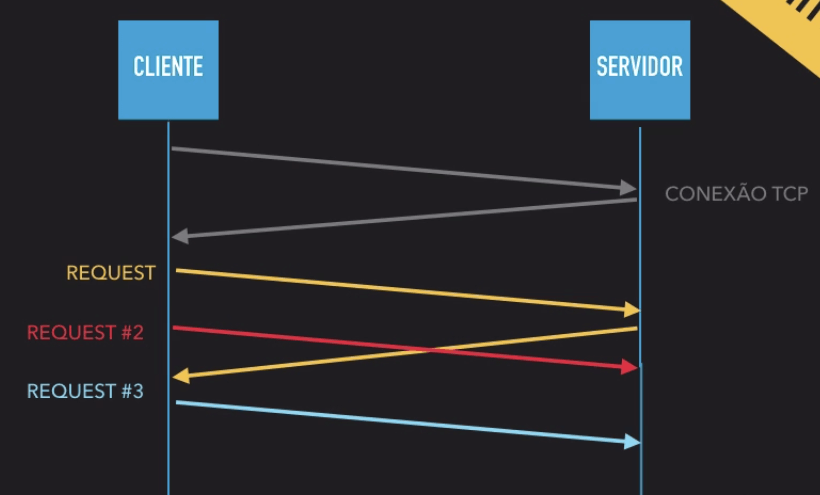 CLIENTE
SERVIDOR
CONEXÃO TCP
REQUEST
REQUEST #2
REQUEST #3